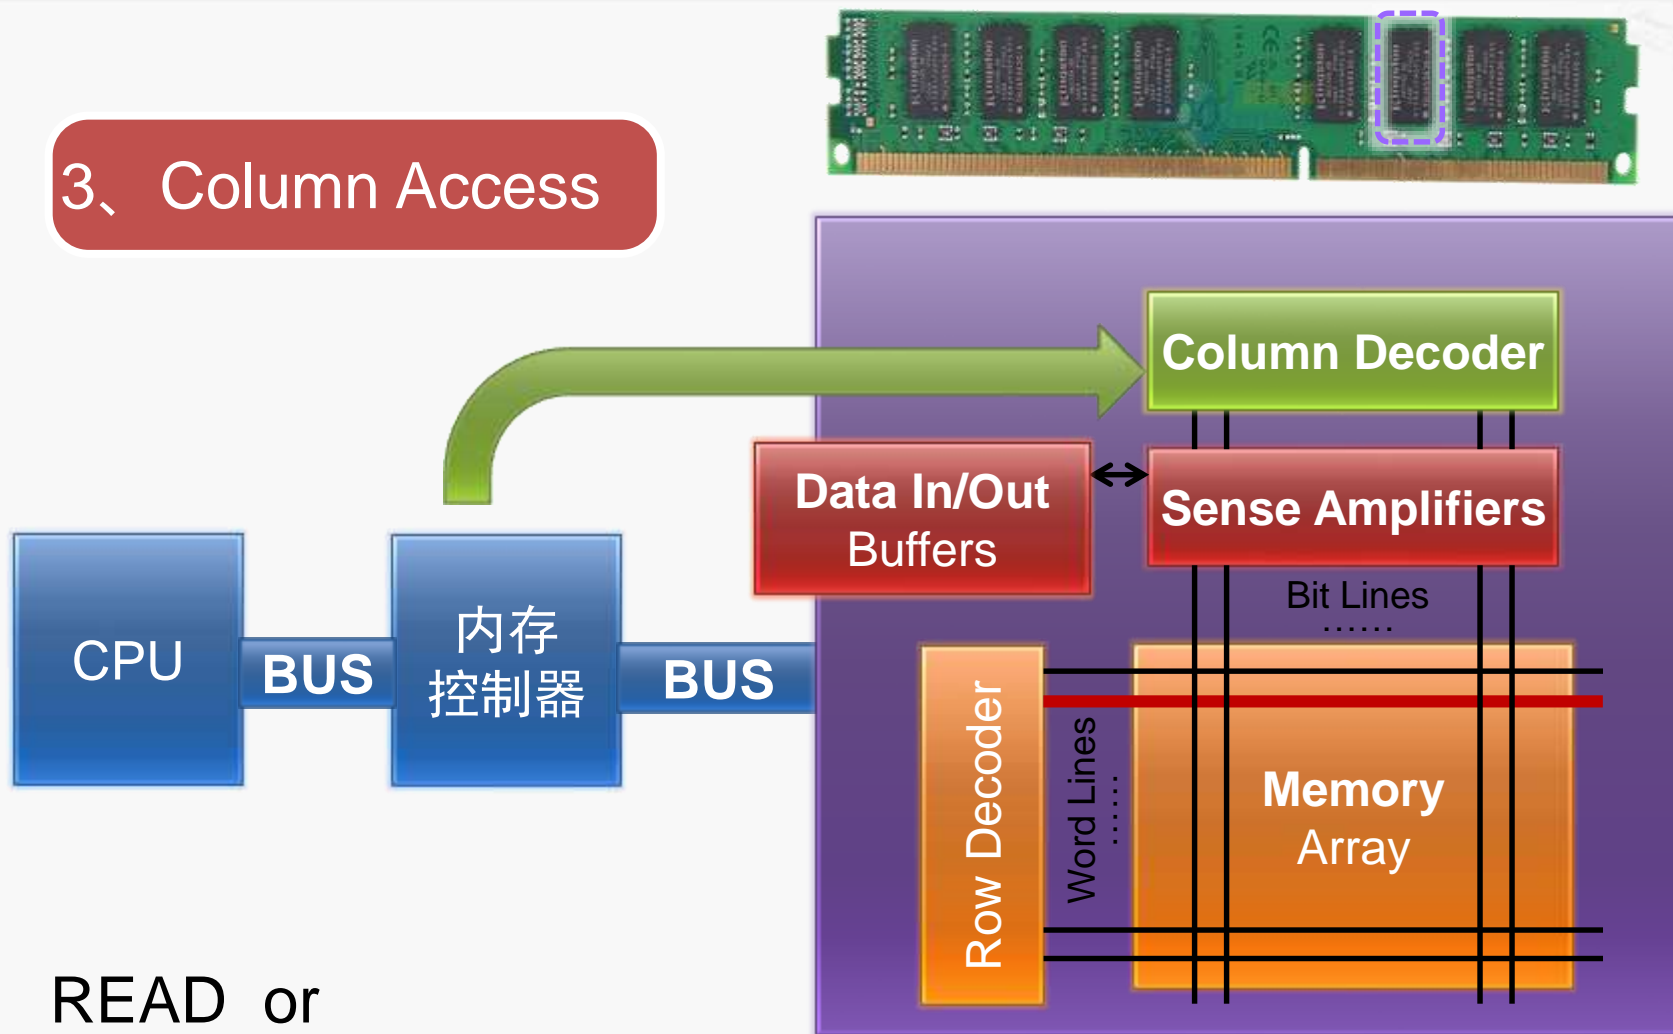 3、 Column Access
Column Decoder
Data In/Out
Buffers
Sense Amplifiers
Bit Lines
……
CPU
BUS
内存
控制器
BUS
Row Decoder
Word Lines
……
Memory
Array
READ or